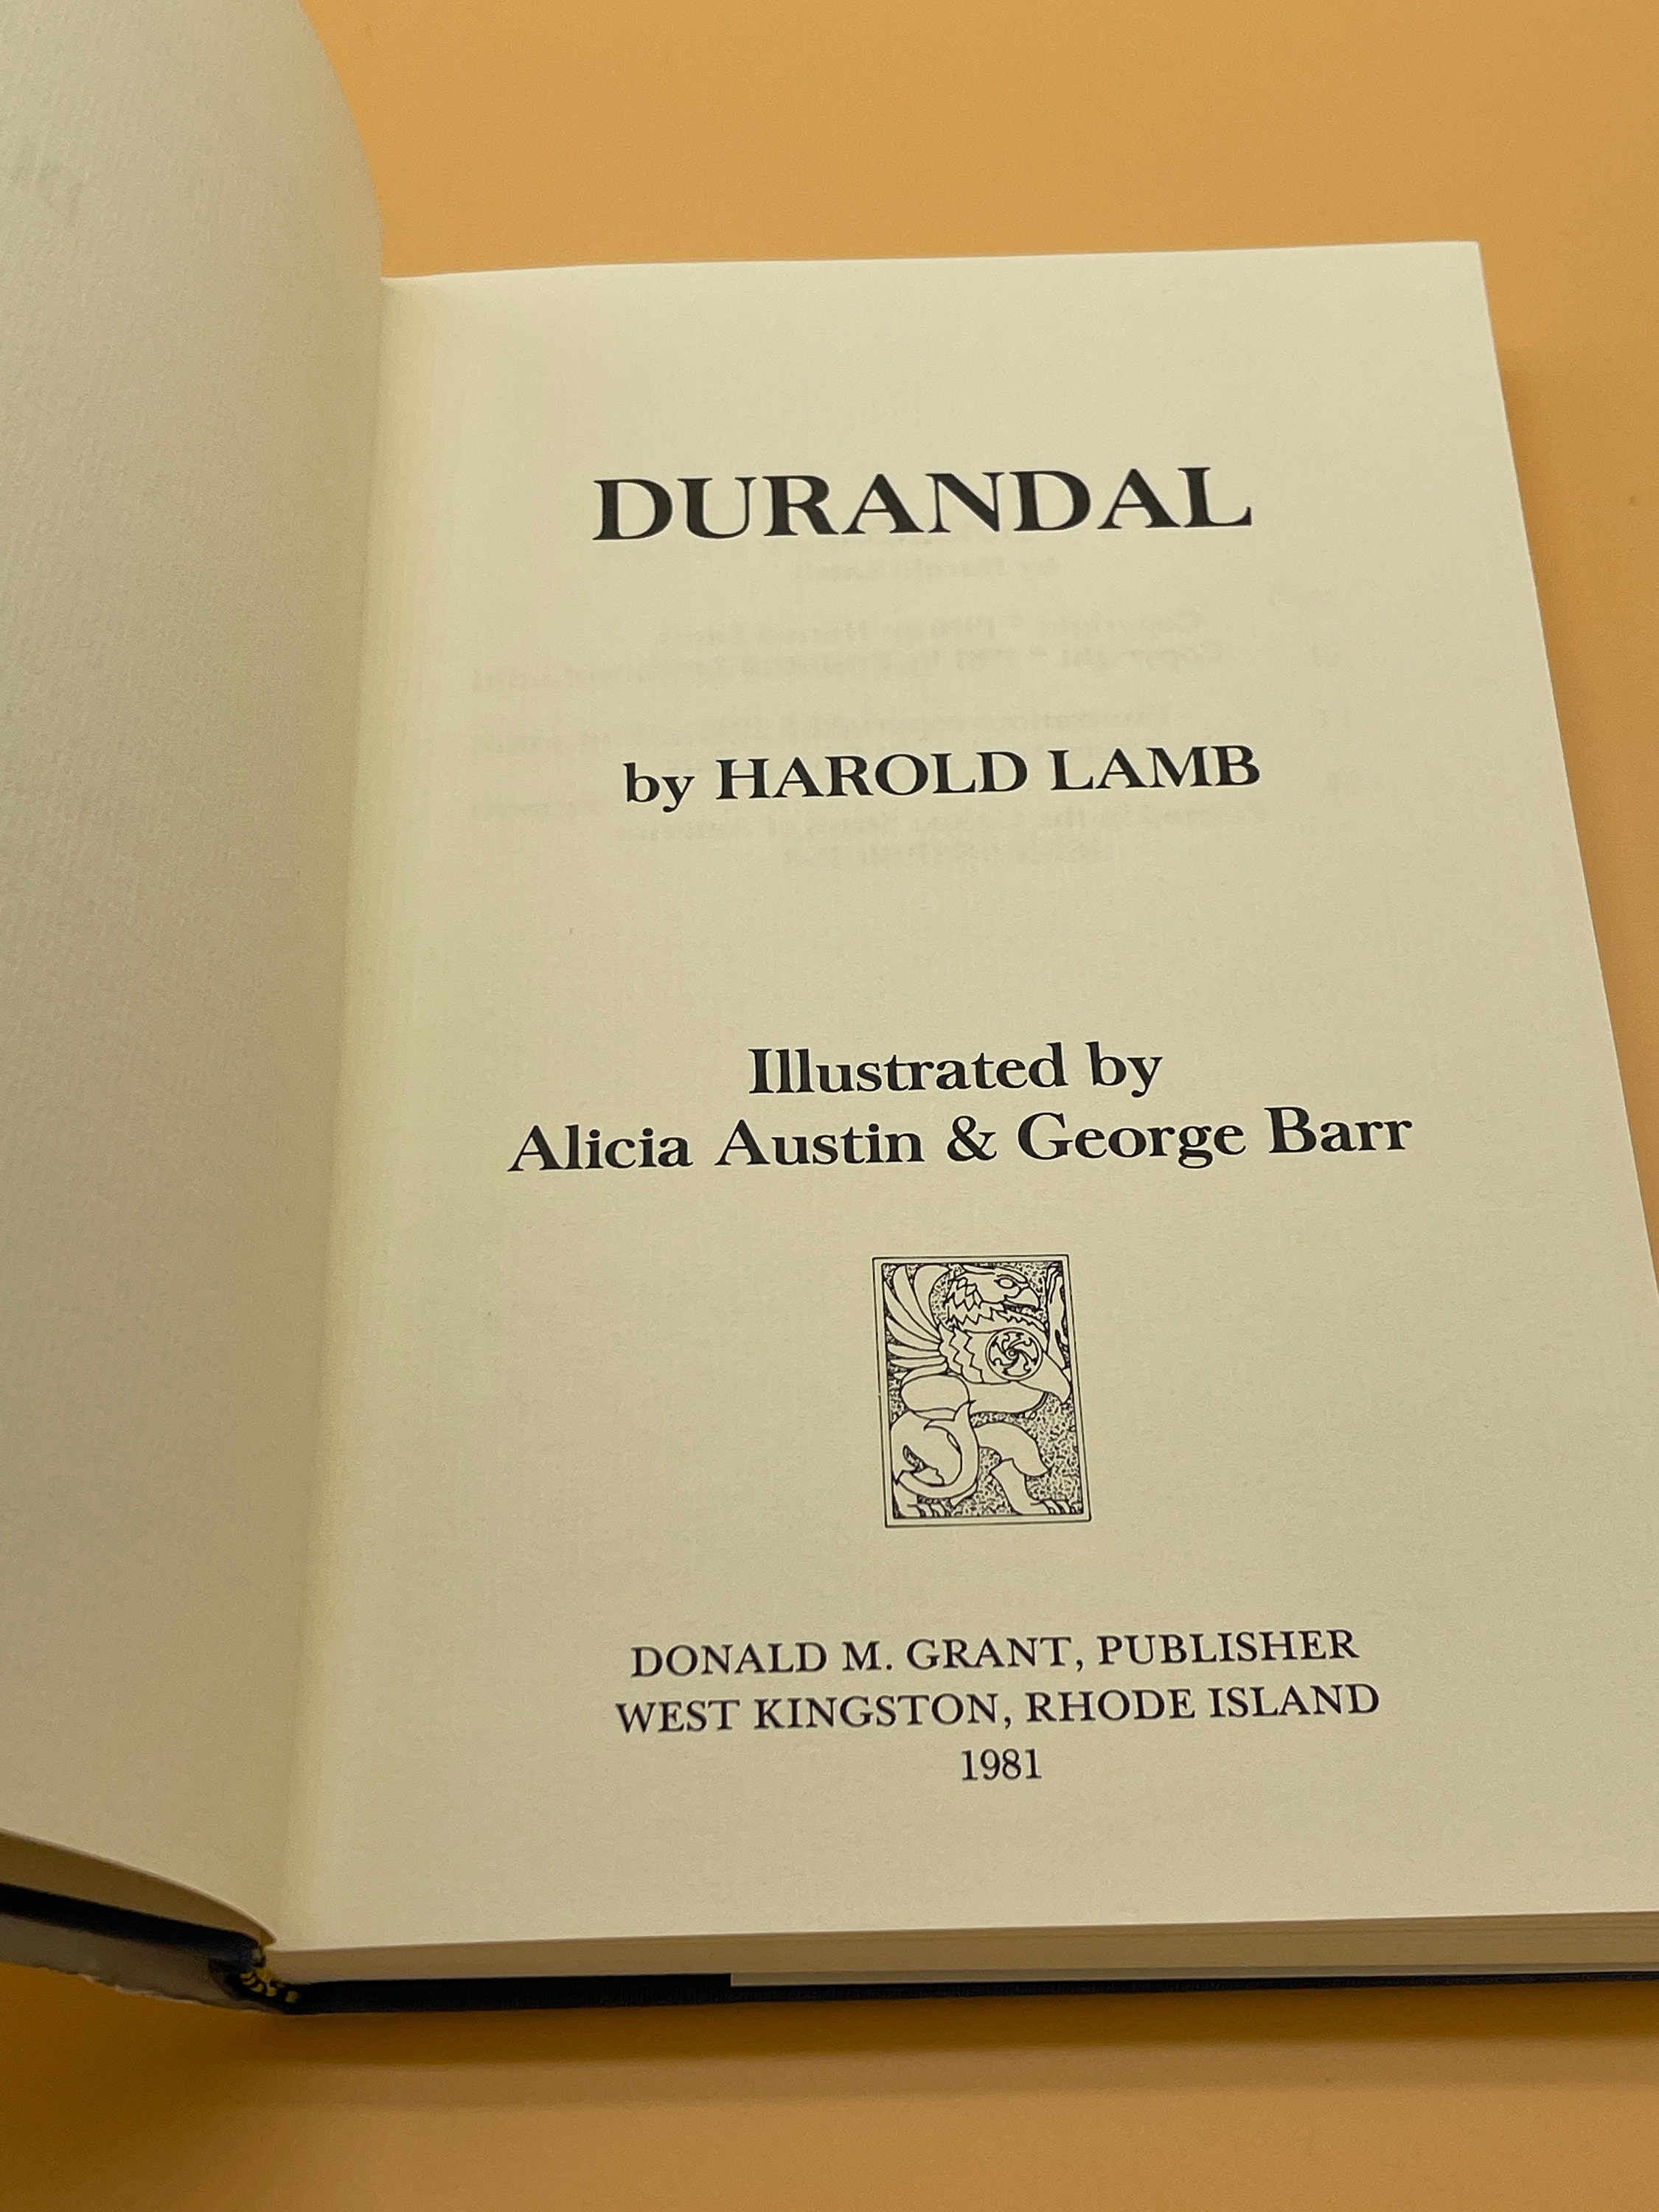 DURANDAL
by HAROLD LAMB
Illustrated by
Alicia Austin & George Barr
DONALD M. GRANT, PUBLISHER
WEST KINGSTON, RHODE ISLAND
1981